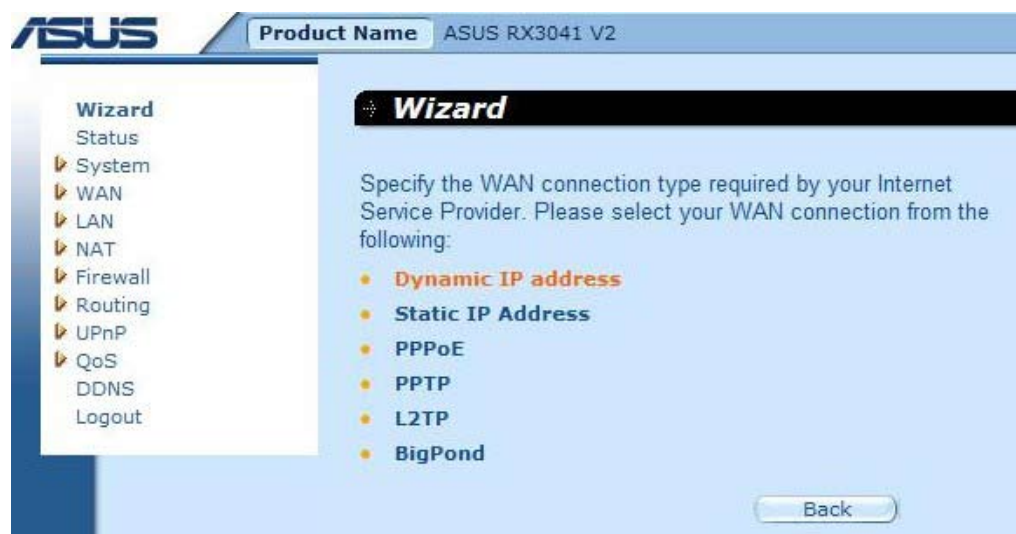 ASUS
Product Name ASUS RX3041 V2
Wizard
Status
System
WAN
LAN
NAT
Firewall
Routing
UPnP
QoS
DDNS
Logout
Wizard
Specify the WAN connection type required by your Internet
Service Provider. Please select your WAN connection from the
following:
Dynamic IP address
Static IP Address
PPPoE
PPTP
L2TP
BigPond
Back